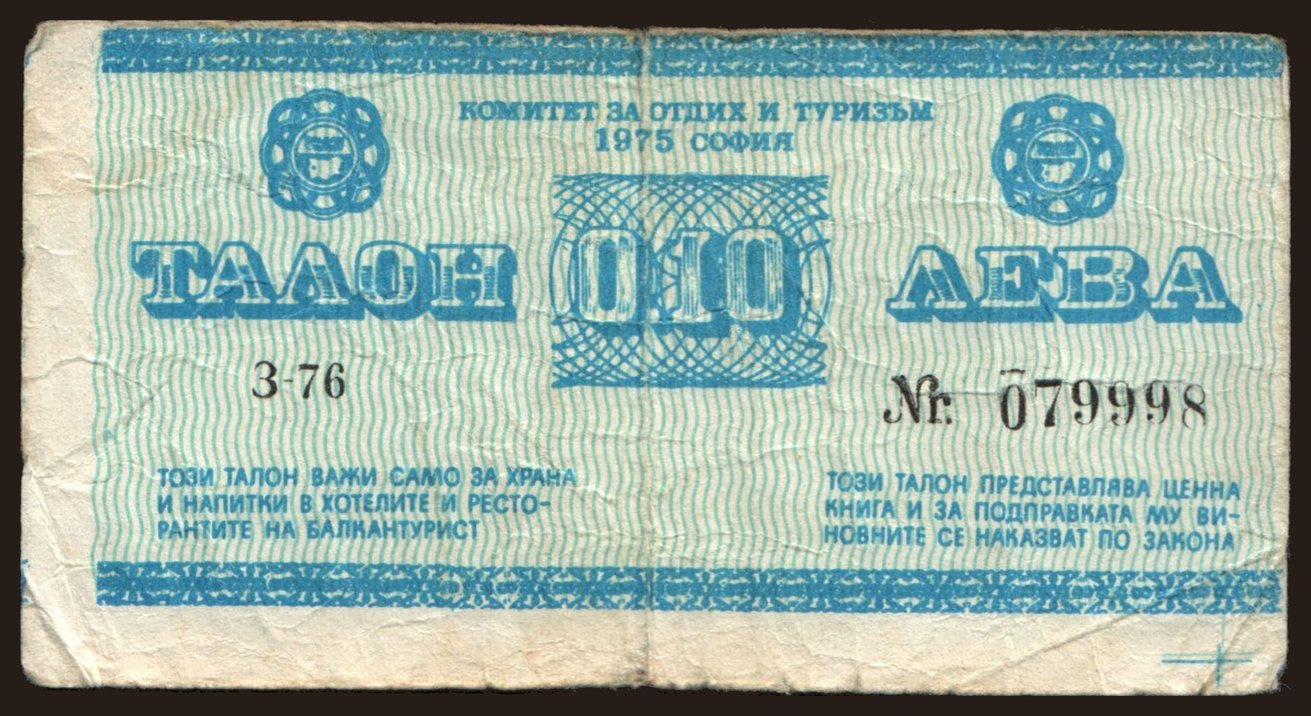 КОМИТЕТ ЗА ОТДИХ И ТУРИЗЪМ
1975 СОФИЯ
ТАЛОН 0.10 ЛЕВА
З-76
Nr. 079998
ТОЗИ ТАЛОН ВАЖИ САМО ЗА ХРАНА
И НАПИТКИ В ХОТЕЛИТЕ И РЕСТО-
РАНТИТЕ НА БАЛКАНТУРИСТ
ТОЗИ ТАЛОН ПРЕДСТАВЛЯВА ЦЕННА
КНИГА И ЗА ПОДПРАВКАТА МУ ВИ-
НОВНИТЕ СЕ НАКАЗВАТ ПО ЗАКОНА